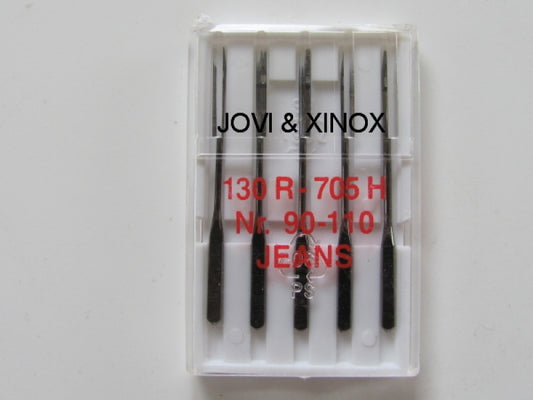 JOVI & XINOX
130 R - 705 H
Nr. 90-110
JEANS